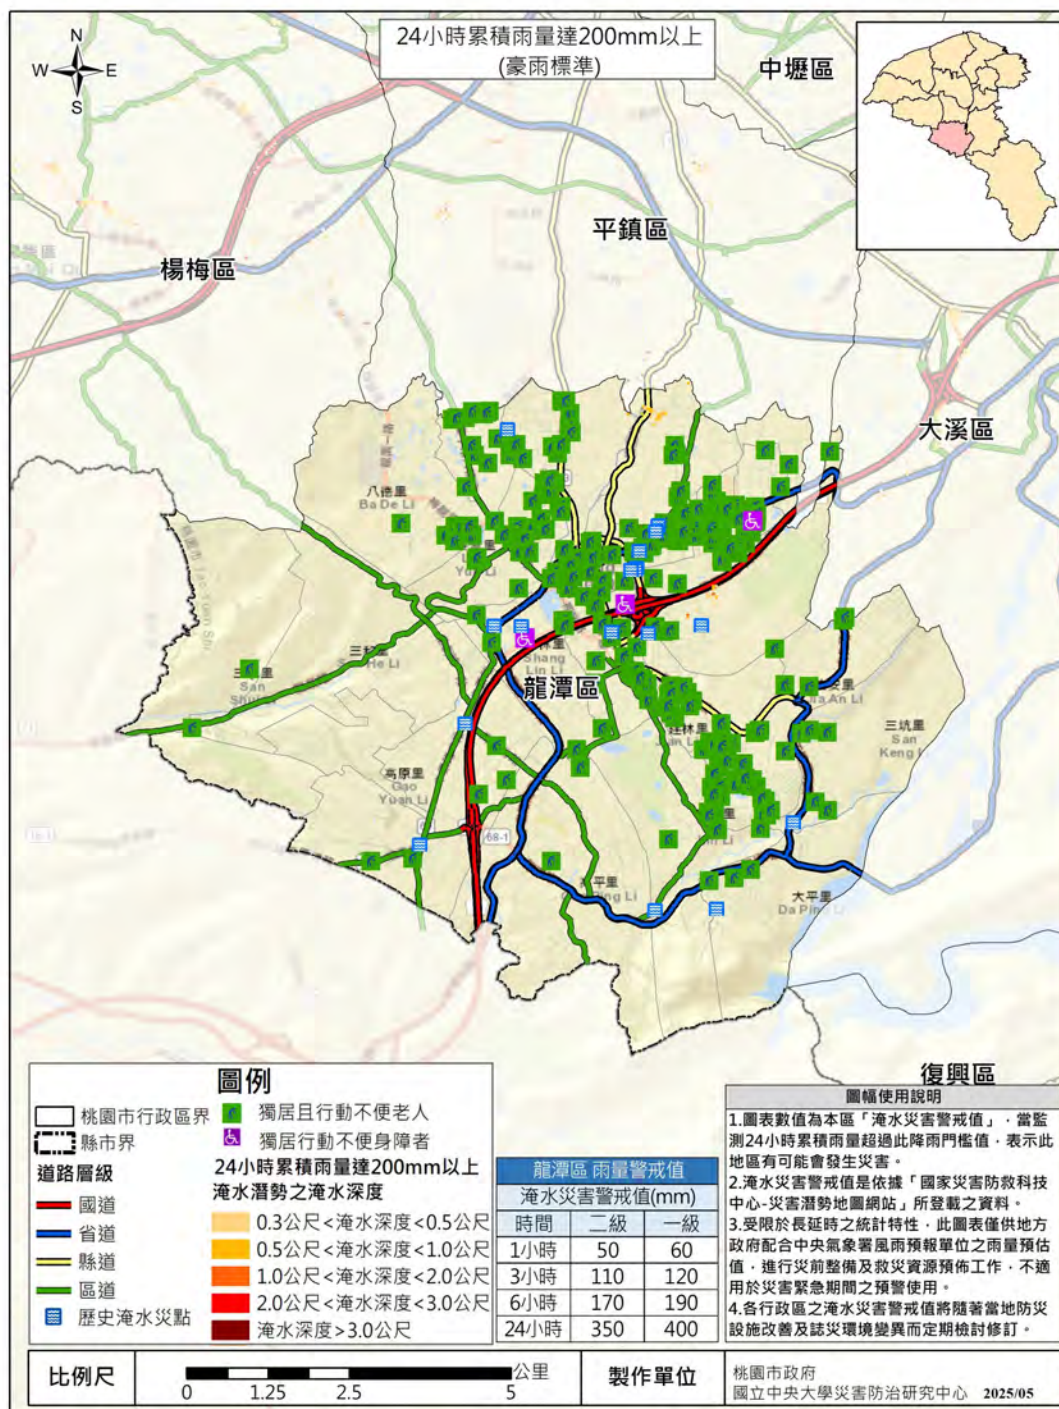 24小時累積雨量達200mm以上
(豪雨標準)
N
W
E
S
中壢區
平鎮區
楊梅區
大溪區
八德里
Ba De Li
三和里
San He Li
Shang
Lin Li
龍潭區
San
三坑里
San
Keng Li
高原里
Gao
Yuan Li
68-1
大平里
Da Ping Li
復興區
圖例
桃園市行政區界
縣市界
道路層級
國道
省道
縣道
區道
歷史淹水災點
獨居且行動不便老人
獨居行動不便身障者
24小時累積雨量達200mm以上
淹水潛勢之淹水深度
0.3公尺<淹水深度<0.5公尺
0.5公尺<淹水深度<1.0公尺
1.0公尺<淹水深度<2.0公尺
2.0公尺<淹水深度<3.0公尺
淹水深度>3.0公尺
龍潭區 雨量警戒值
淹水災害警戒值(mm)
時間 二級 一級
1小時 50 60
3小時 110 120
6小時 170 190
24小時 350 400
圖幅使用說明
1.圖表數值為本區「淹水災害警戒值」，當監
測24小時累積雨量超過此降雨門檻值，表示此
地區有可能會發生災害。
2.淹水災害警戒值是依據「國家災害防救科技
中心-災害潛勢地圖網站」所登載之資料。
3.受限於長延時之統計特性，此圖表僅供地方
政府配合中央氣象署風雨預報單位之雨量預估
值，進行災前整備及救災資源預佈工作，不適
用於災害緊急期間之預警使用。
4.各行政區之淹水災害警戒值將隨著當地防災
設施改善及誌災環境變異而定期檢討修訂。
比例尺
0 1.25 2.5 5
公里
製作單位
桃園市政府
國立中央大學災害防治研究中心 2025/05